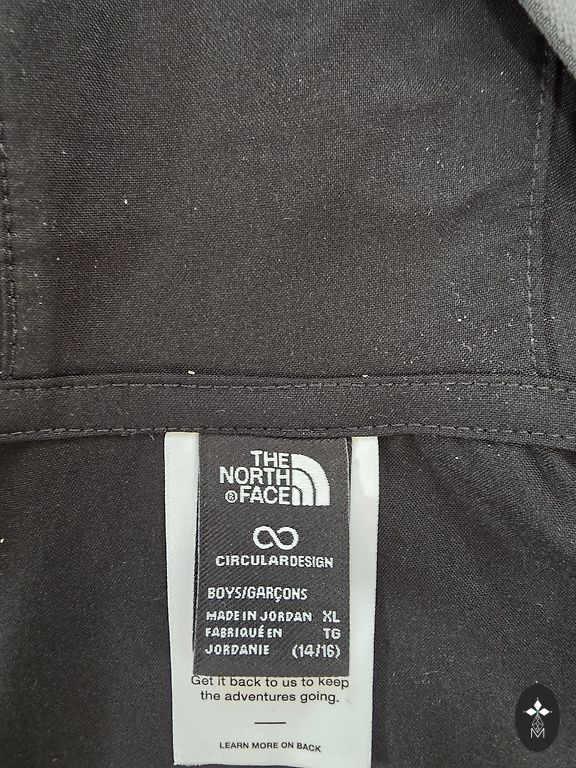 THE
NORTH
® FACE
CIRCULARDESIGN
BOYS/GARÇONS
MADE IN JORDAN XL
FABRIQUÉ EN TG
JORDANIE (14/16)
Get it back to us to keep
the adventures going.
LEARN MORE ON BACK
M